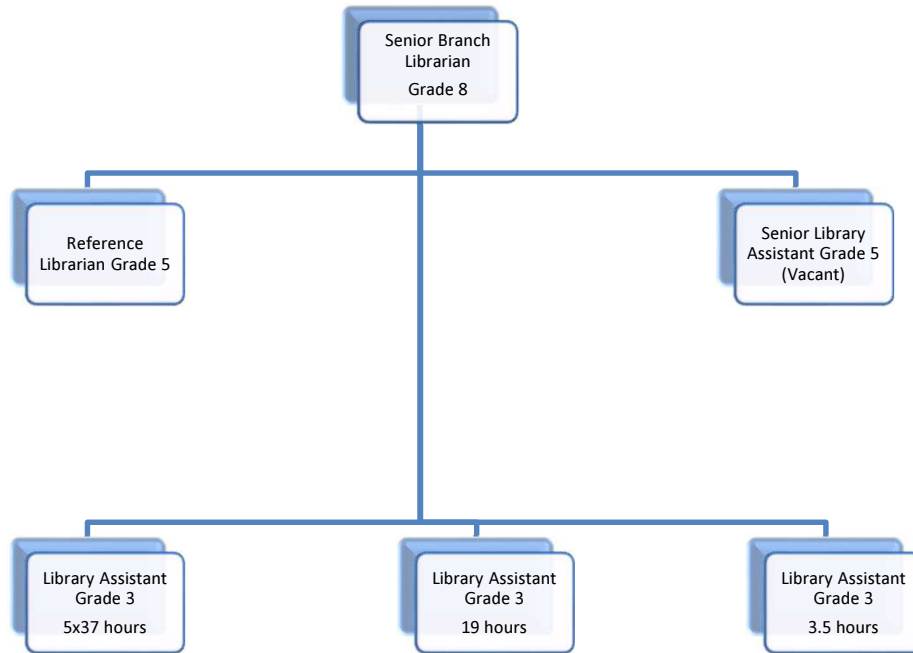 Senior Branch
Librarian
Grade 8
Reference
Librarian Grade 5
Senior Library
Assistant Grade 5
(Vacant)
Library Assistant
Grade 3
5x37 hours
Library Assistant
Grade 3
19 hours
Library Assistant
Grade 3
3.5 hours